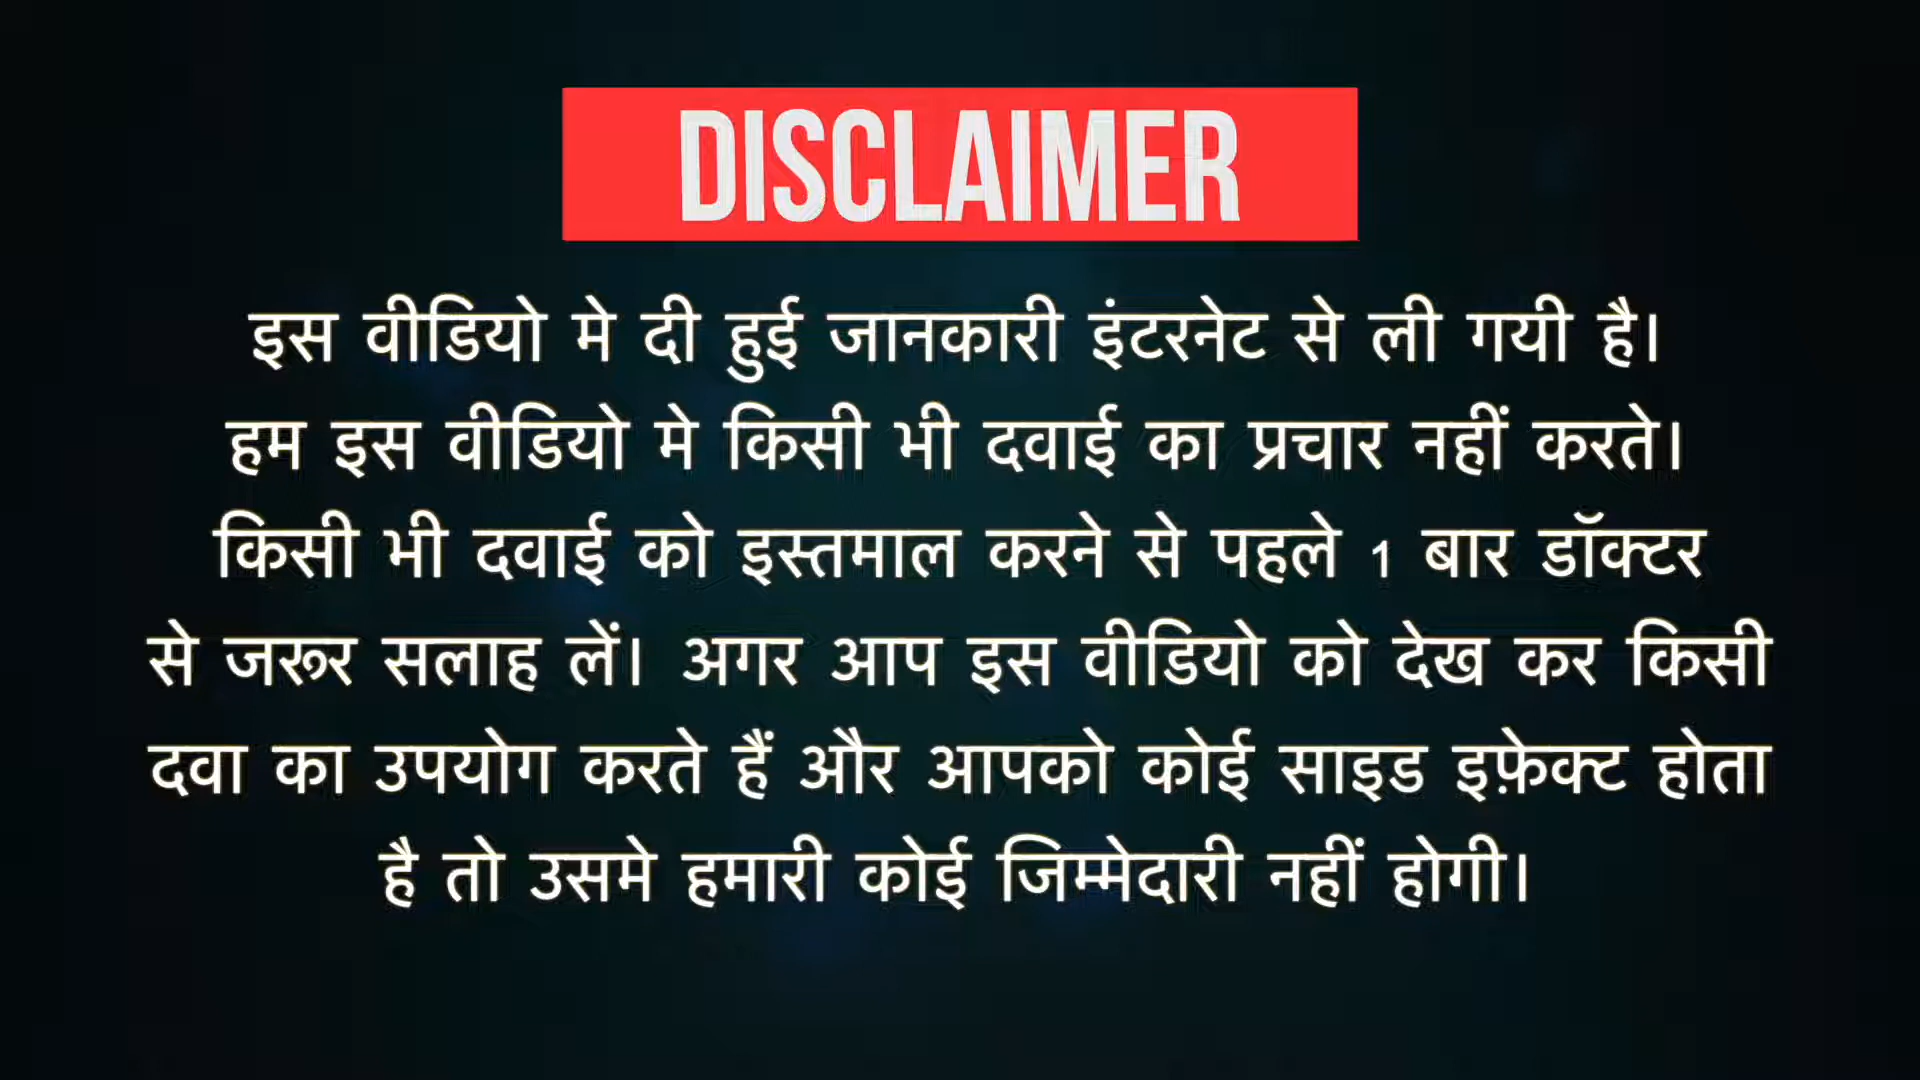 DISCLAIMER
इस वीडियो मे दी हुई जानकारी इंटरनेट से ली गयी है।
हम इस वीडियो मे किसी भी दवाई का प्रचार नहीं करते।
किसी भी दवाई को इस्तमाल करने से पहले 1 बार डॉक्टर
से जरूर सलाह लें। अगर आप इस वीडियो को देख कर किसी
दवा का उपयोग करते हैं और आपको कोई साइड इफ़ेक्ट होता
है तो उसमे हमारी कोई जिम्मेदारी नहीं होगी।